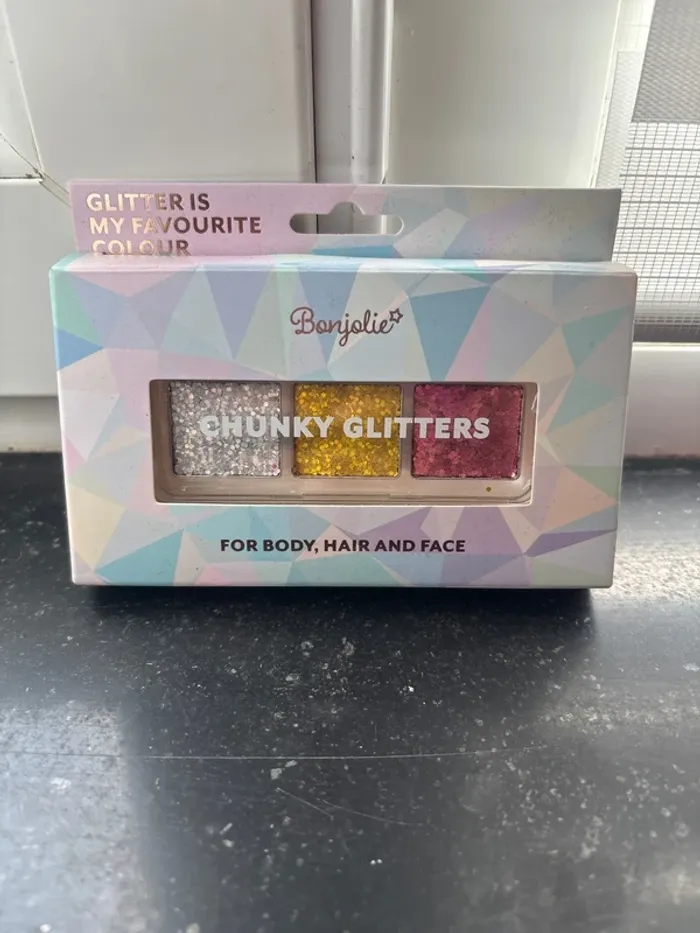 GLITTER IS
MY FAVOURITE
COLOUR
Bonjolie
CHUNKY GLITTERS
FOR BODY, HAIR AND FACE